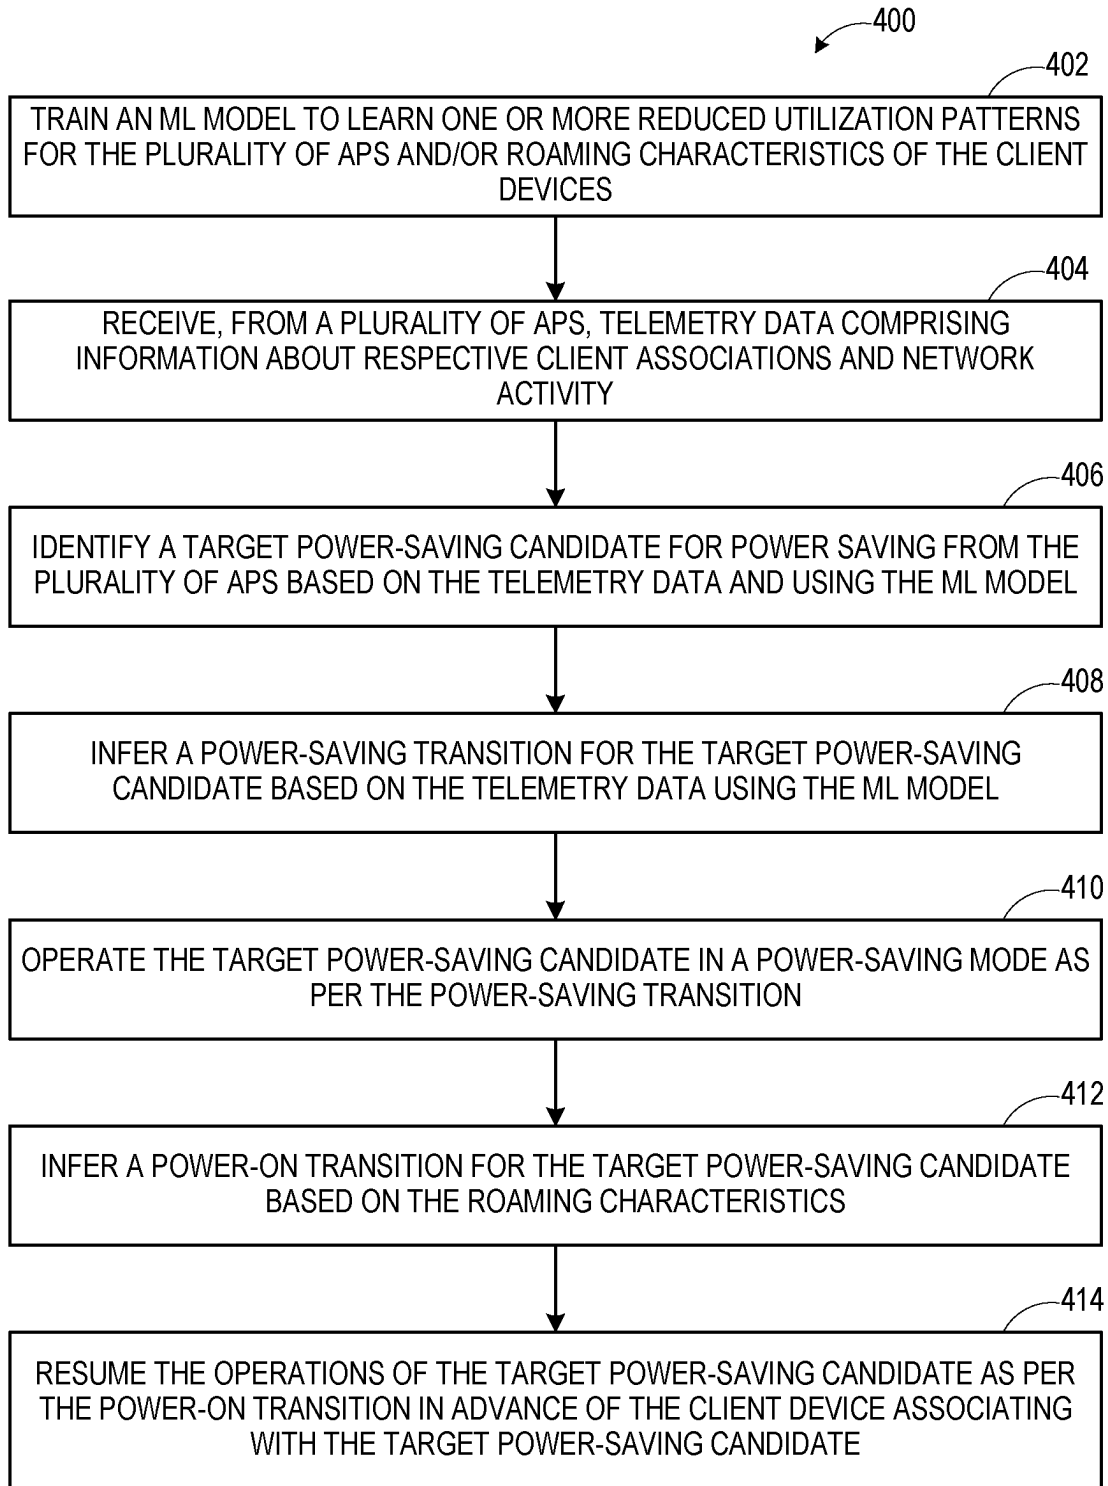 400
402
TRAIN AN ML MODEL TO LEARN ONE OR MORE REDUCED UTILIZATION PATTERNS
FOR THE PLURALITY OF APS AND/OR ROAMING CHARACTERISTICS OF THE CLIENT
DEVICES
404
RECEIVE, FROM A PLURALITY OF APS, TELEMETRY DATA COMPRISING
INFORMATION ABOUT RESPECTIVE CLIENT ASSOCIATIONS AND NETWORK
ACTIVITY
406
IDENTIFY A TARGET POWER-SAVING CANDIDATE FOR POWER SAVING FROM THE
PLURALITY OF APS BASED ON THE TELEMETRY DATA AND USING THE ML MODEL
408
INFER A POWER-SAVING TRANSITION FOR THE TARGET POWER-SAVING
CANDIDATE BASED ON THE TELEMETRY DATA USING THE ML MODEL
410
OPERATE THE TARGET POWER-SAVING CANDIDATE IN A POWER-SAVING MODE AS
PER THE POWER-SAVING TRANSITION
412
INFER A POWER-ON TRANSITION FOR THE TARGET POWER-SAVING CANDIDATE
BASED ON THE ROAMING CHARACTERISTICS
414
RESUME THE OPERATIONS OF THE TARGET POWER-SAVING CANDIDATE AS PER
THE POWER-ON TRANSITION IN ADVANCE OF THE CLIENT DEVICE ASSOCIATING
WITH THE TARGET POWER-SAVING CANDIDATE